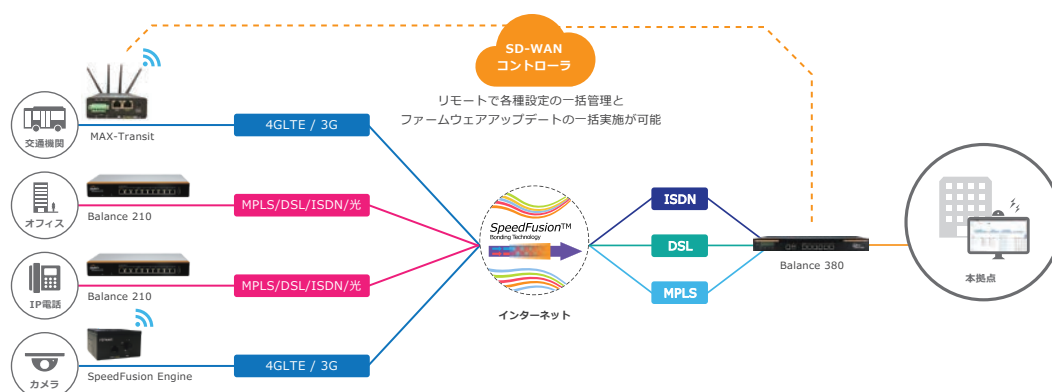 SD-WAN
コントローラ
リモートで各種設定の一括管理と
ファームウェアアップデートの一括実施が可能
交通機関
MAX-Transit
4GLTE / 3G
オフィス
Balance 210
MPLS/DSL/ISDN/光
IP電話
Balance 210
MPLS/DSL/ISDN/光
カメラ
SpeedFusion Engine
4GLTE / 3G
SpeedFusion™
Bonding Technology
インターネット
ISDN
DSL
MPLS
Balance 380
本拠点